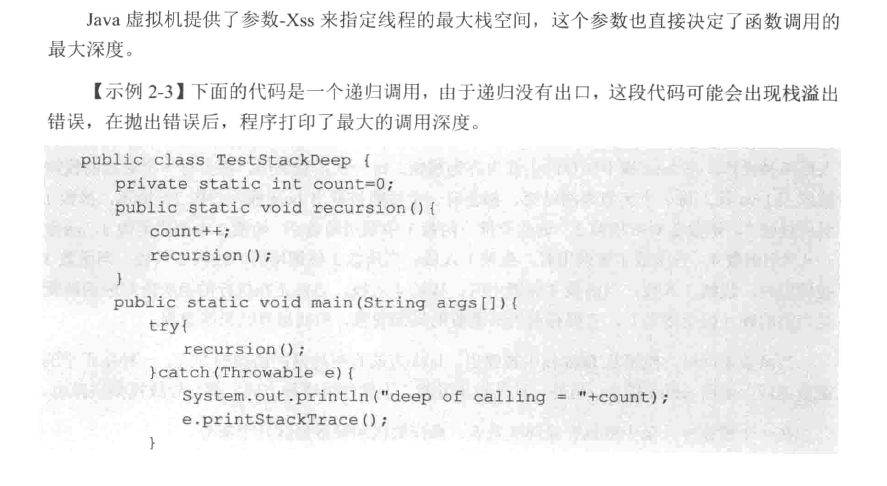 Java 虚拟机提供了参数-Xss 来指定线程的最大栈空间，这个参数也直接决定了函数调用的
最大深度。
【示例 2-3】下面的代码是一个递归调用，由于递归没有出口，这段代码可能会出现栈溢出
错误，在抛出错误后，程序打印了最大的调用深度。
public class TestStackDeep {
private static int count=0;
public static void recursion(){
count++;
recursion();
}
public static void main(String args[]){
try{
recursion();
}catch(Throwable e){
System.out.println("deep of calling = "+count);
e.printStackTrace();
}